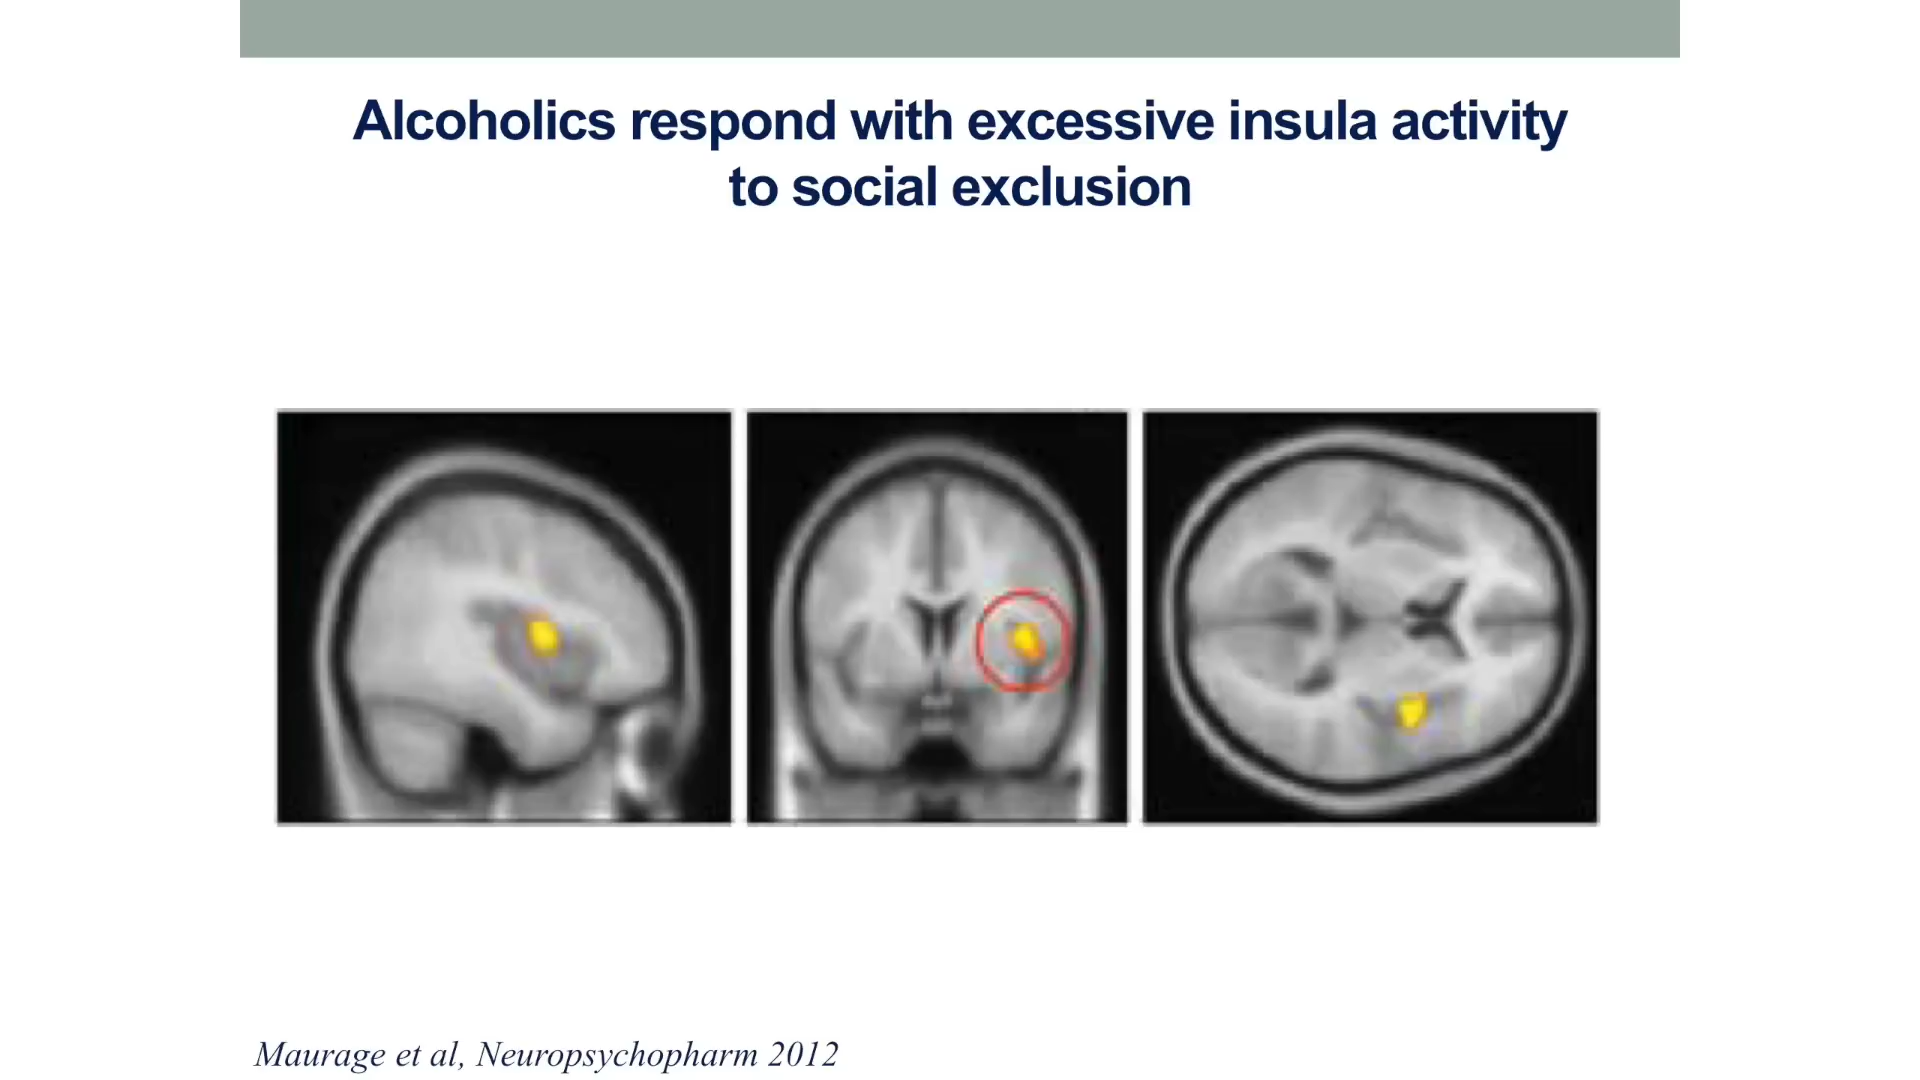 Alcoholics respond with excessive insula activity
to social exclusion
Maurage et al, Neuropsychopharm 2012